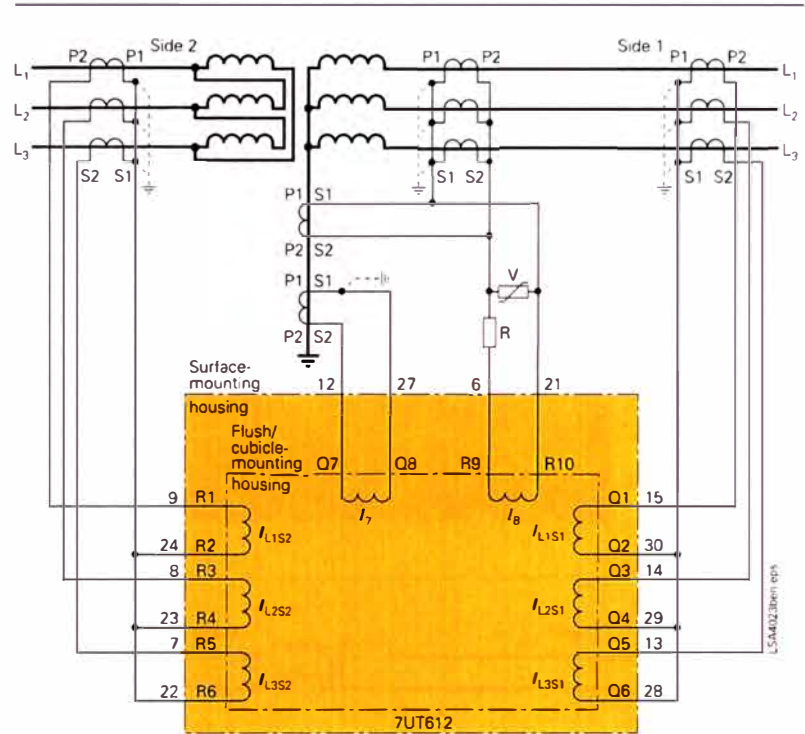 Side 2
Side 1
P2 P1
P1 P2
P1 P2
L1
L1
L2
L2
L3
L3
S2 S1
S1 S2
S1 S2
P1 S1
P2 S2
P1 S1
V
P2 S2
R
Surface-
mounting
housing
12 27 6 21
Flush/
cubicle-
mounting
housing
Q7 Q8 R9 R10
I7
I8
9 R1
IL1S2
24 R2
8 R3
IL2S2
23 R4
7 R5
IL3S2
22 R6
IL1S1
Q1 15
Q2 30
IL2S1
Q3 14
Q4 29
IL3S1
Q5 13
Q6 28
7UT612
LSA4023ben.eps